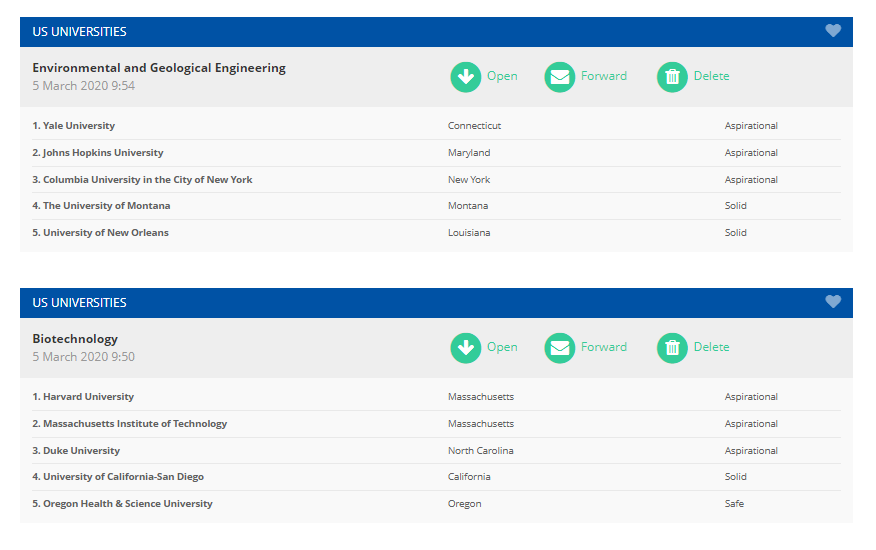 US UNIVERSITIES
Environmental and Geological Engineering
5 March 2020 9:54
Open Forward Delete
1. Yale University Connecticut Aspirational
2. Johns Hopkins University Maryland Aspirational
3. Columbia University in the City of New York New York Aspirational
4. The University of Montana Montana Solid
5. University of New Orleans Louisiana Solid
US UNIVERSITIES
Biotechnology
5 March 2020 9:50
Open Forward Delete
1. Harvard University Massachusetts Aspirational
2. Massachusetts Institute of Technology Massachusetts Aspirational
3. Duke University North Carolina Aspirational
4. University of California-San Diego California Solid
5. Oregon Health & Science University Oregon Safe